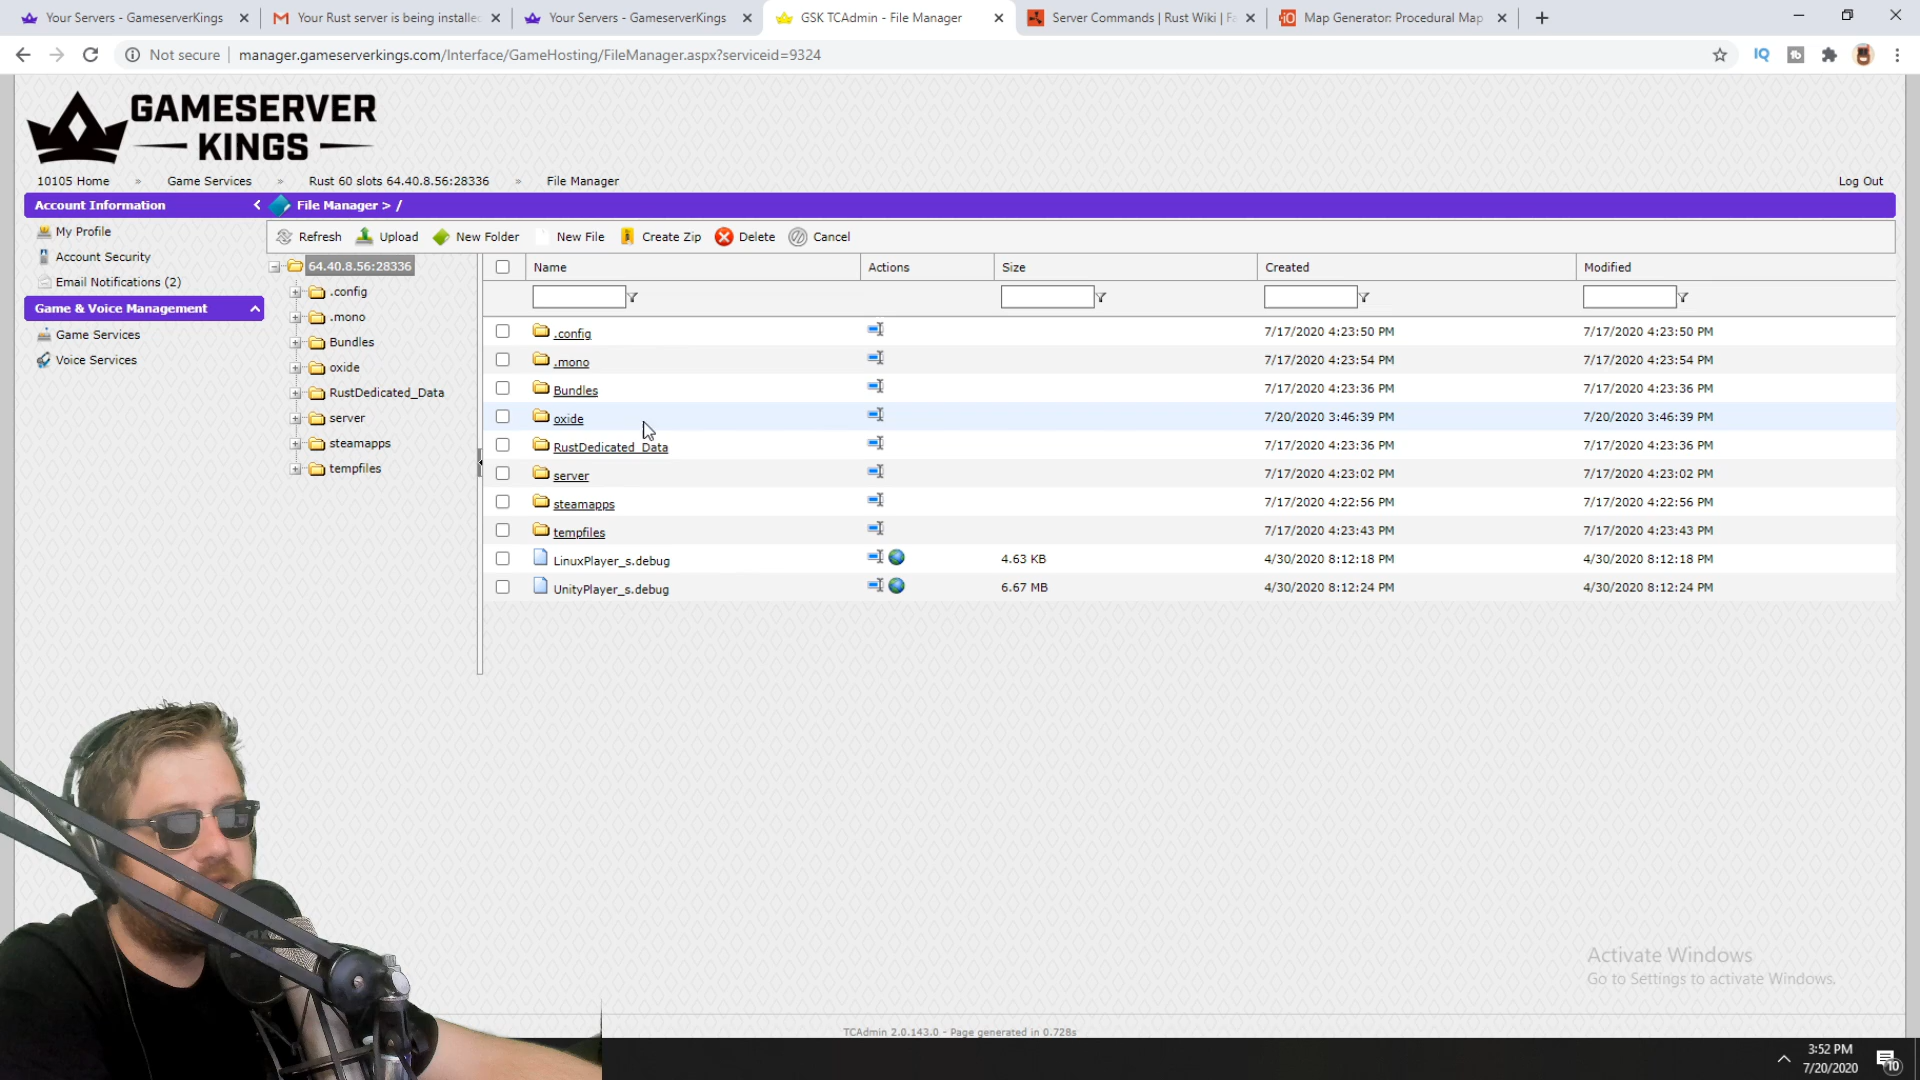 Your Servers - GameserverKings
Your Rust server is being installe
Your Servers - GameserverKings
GSK TCAdmin - File Manager
Server Commands | Rust Wiki | Fa
Map Generator: Procedural Map
Not secure | manager.gameserverkings.com/Interface/GameHosting/FileManager.aspx?serviceid=9324
IQ
GAMESERVER
KINGS
10105 Home » Game Services » Rust 60 slots 64.40.8.56:28336 » File Manager
Log Out
Account Information
File Manager > /
My Profile
Account Security
Email Notifications (2)
Game & Voice Management
Game Services
Voice Services
Refresh Upload New Folder New File Create Zip Delete Cancel
64.40.8.56:28336
.config
.mono
Bundles
oxide
RustDedicated_Data
server
steamapps
tempfiles
Name Actions Size Created Modified
.config 7/17/2020 4:23:50 PM 7/17/2020 4:23:50 PM
.mono 7/17/2020 4:23:54 PM 7/17/2020 4:23:54 PM
Bundles 7/17/2020 4:23:36 PM 7/17/2020 4:23:36 PM
oxide 7/20/2020 3:46:39 PM 7/20/2020 3:46:39 PM
RustDedicated_Data 7/17/2020 4:23:36 PM 7/17/2020 4:23:36 PM
server 7/17/2020 4:23:02 PM 7/17/2020 4:23:02 PM
steamapps 7/17/2020 4:22:56 PM 7/17/2020 4:22:56 PM
tempfiles 7/17/2020 4:23:43 PM 7/17/2020 4:23:43 PM
LinuxPlayer_s.debug 4.63 KB 4/30/2020 8:12:18 PM 4/30/2020 8:12:18 PM
UnityPlayer_s.debug 6.67 MB 4/30/2020 8:12:24 PM 4/30/2020 8:12:24 PM
Activate Windows
Go to Settings to activate Windows.
TCAdmin 2.0.143.0 - Page generated in 0.728s
3:52 PM
7/20/2020
10